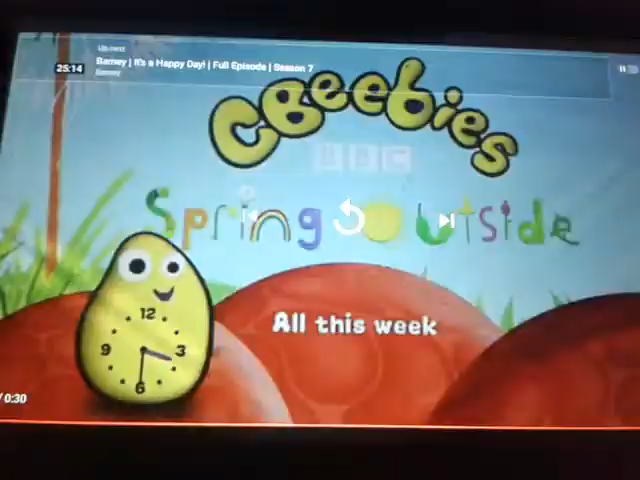 Up next
25:14
Barney | It's a Happy Day! | Full Episode | Season 7
Barney
CBeebies
BBC
Spring Outside
All this week
12
9
3
6
/ 0:30